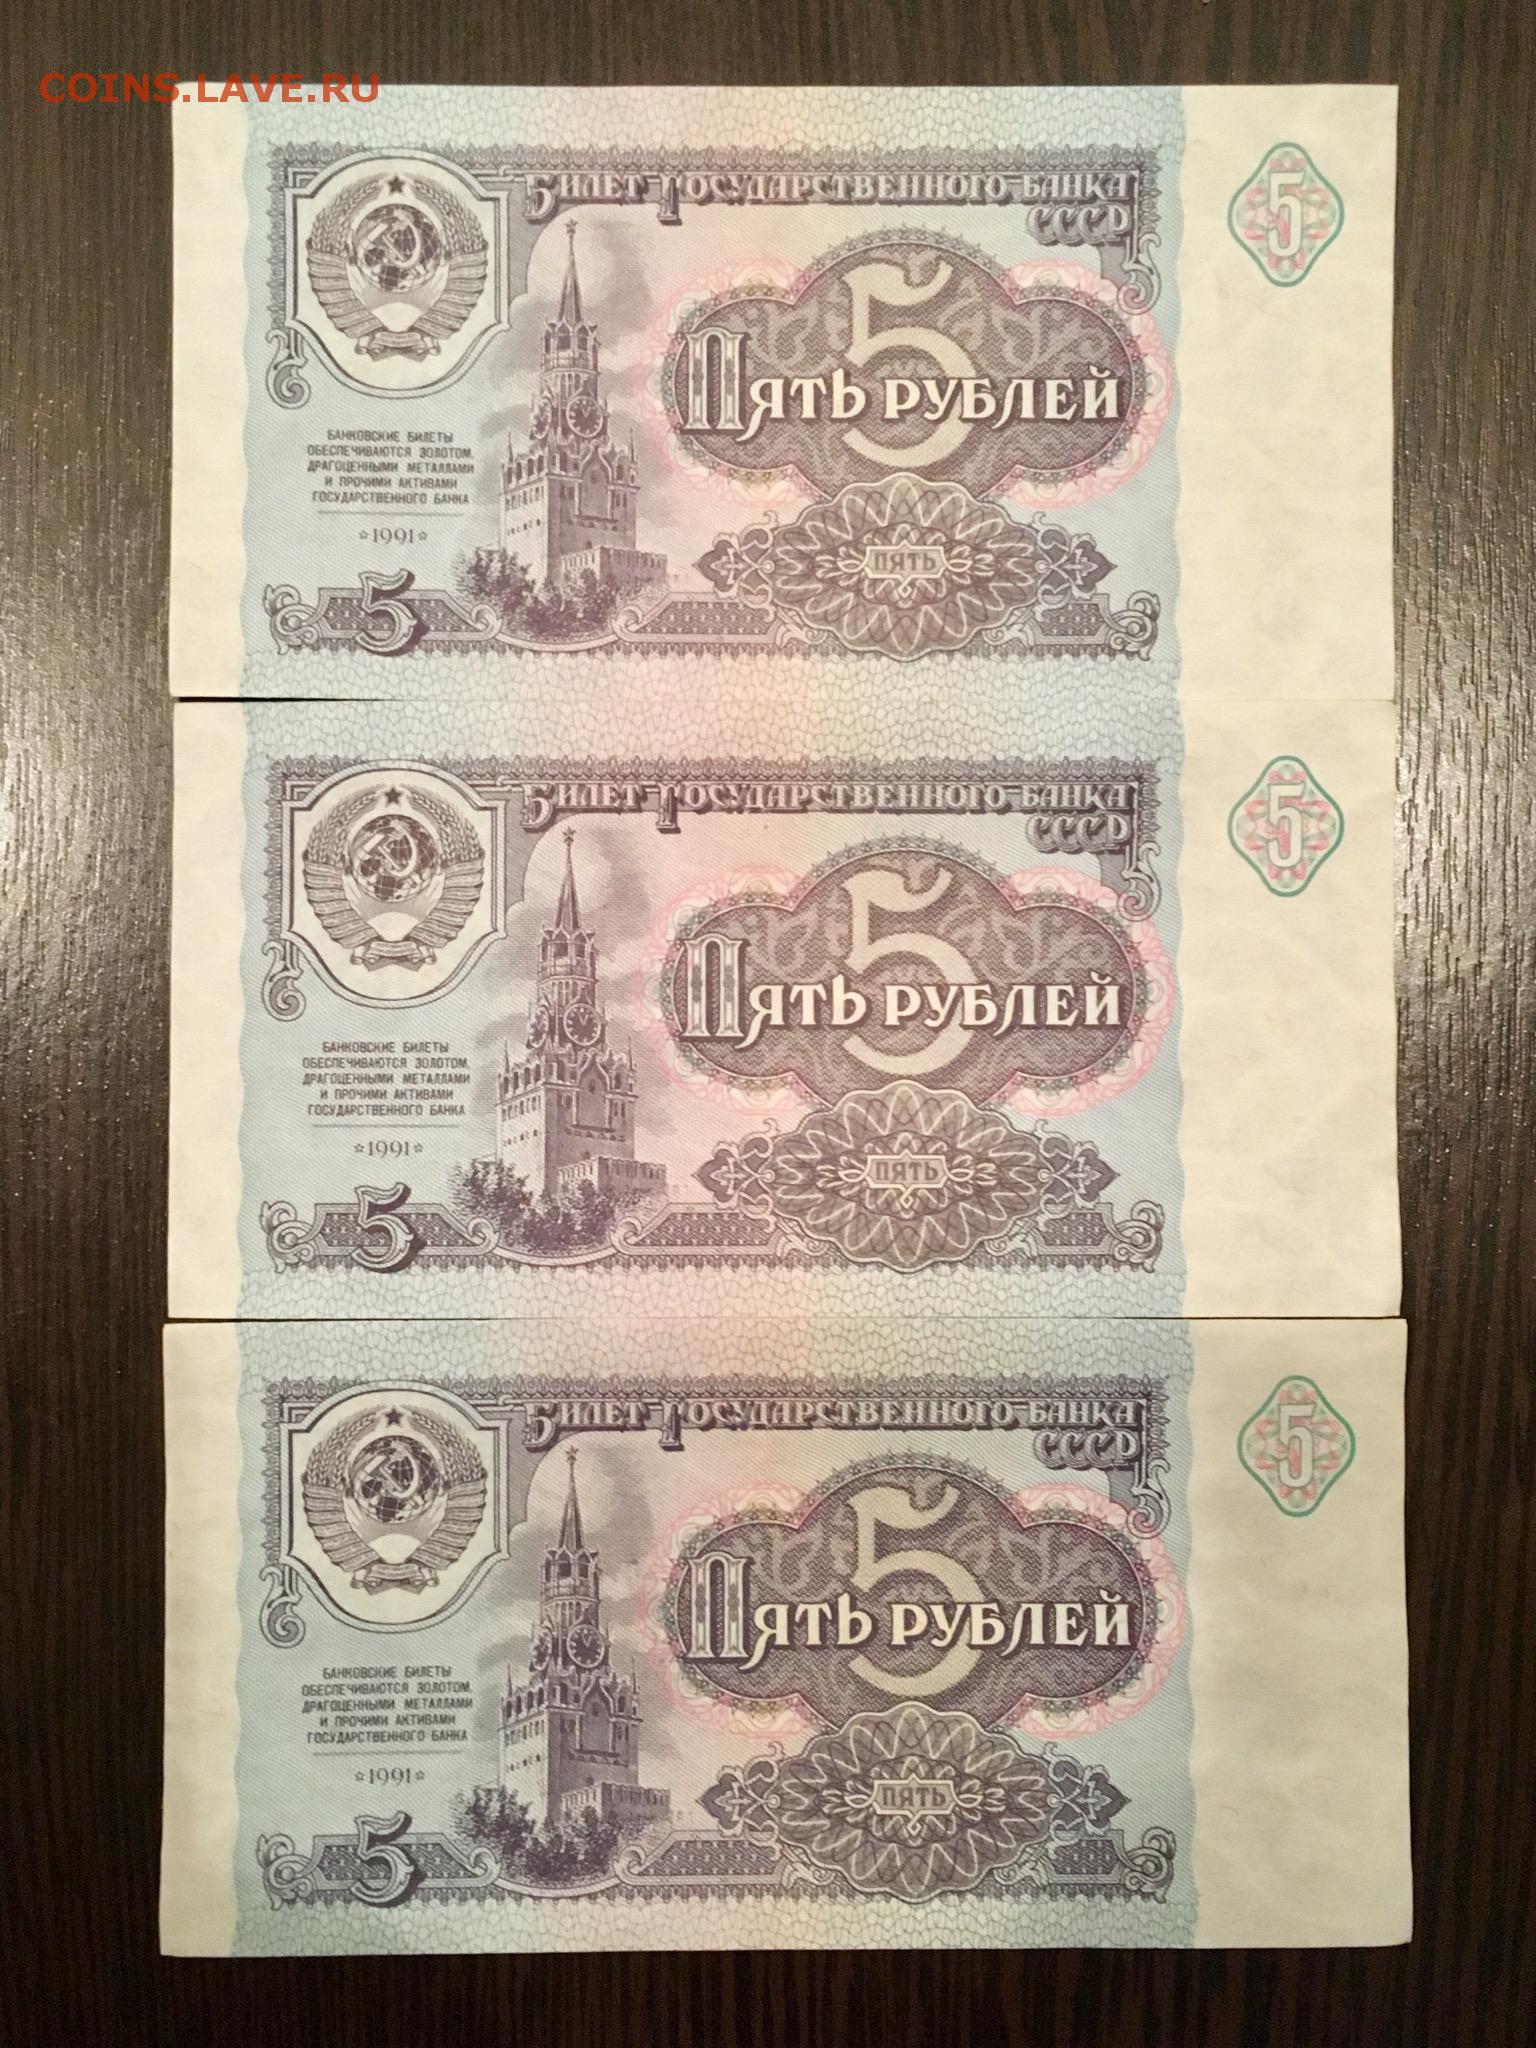 COINS.LAVE.RU
БИЛЕТ ГОСУДАРСТВЕННОГО БАНКА
СССР
5
5
ПЯТЬ РУБЛЕЙ
БАНКОВСКИЕ БИЛЕТЫ
ОБЕСПЕЧИВАЮТСЯ ЗОЛОТОМ,
ДРАГОЦЕННЫМИ МЕТАЛЛАМИ
И ПРОЧИМИ АКТИВАМИ
ГОСУДАРСТВЕННОГО БАНКА
☆1991☆
ПЯТЬ
5
БИЛЕТ ГОСУДАРСТВЕННОГО БАНКА
СССР
5
5
ПЯТЬ РУБЛЕЙ
БАНКОВСКИЕ БИЛЕТЫ
ОБЕСПЕЧИВАЮТСЯ ЗОЛОТОМ,
ДРАГОЦЕННЫМИ МЕТАЛЛАМИ
И ПРОЧИМИ АКТИВАМИ
ГОСУДАРСТВЕННОГО БАНКА
☆1991☆
ПЯТЬ
5
БИЛЕТ ГОСУДАРСТВЕННОГО БАНКА
СССР
5
5
ПЯТЬ РУБЛЕЙ
БАНКОВСКИЕ БИЛЕТЫ
ОБЕСПЕЧИВАЮТСЯ ЗОЛОТОМ,
ДРАГОЦЕННЫМИ МЕТАЛЛАМИ
И ПРОЧИМИ АКТИВАМИ
ГОСУДАРСТВЕННОГО БАНКА
☆1991☆
ПЯТЬ
5